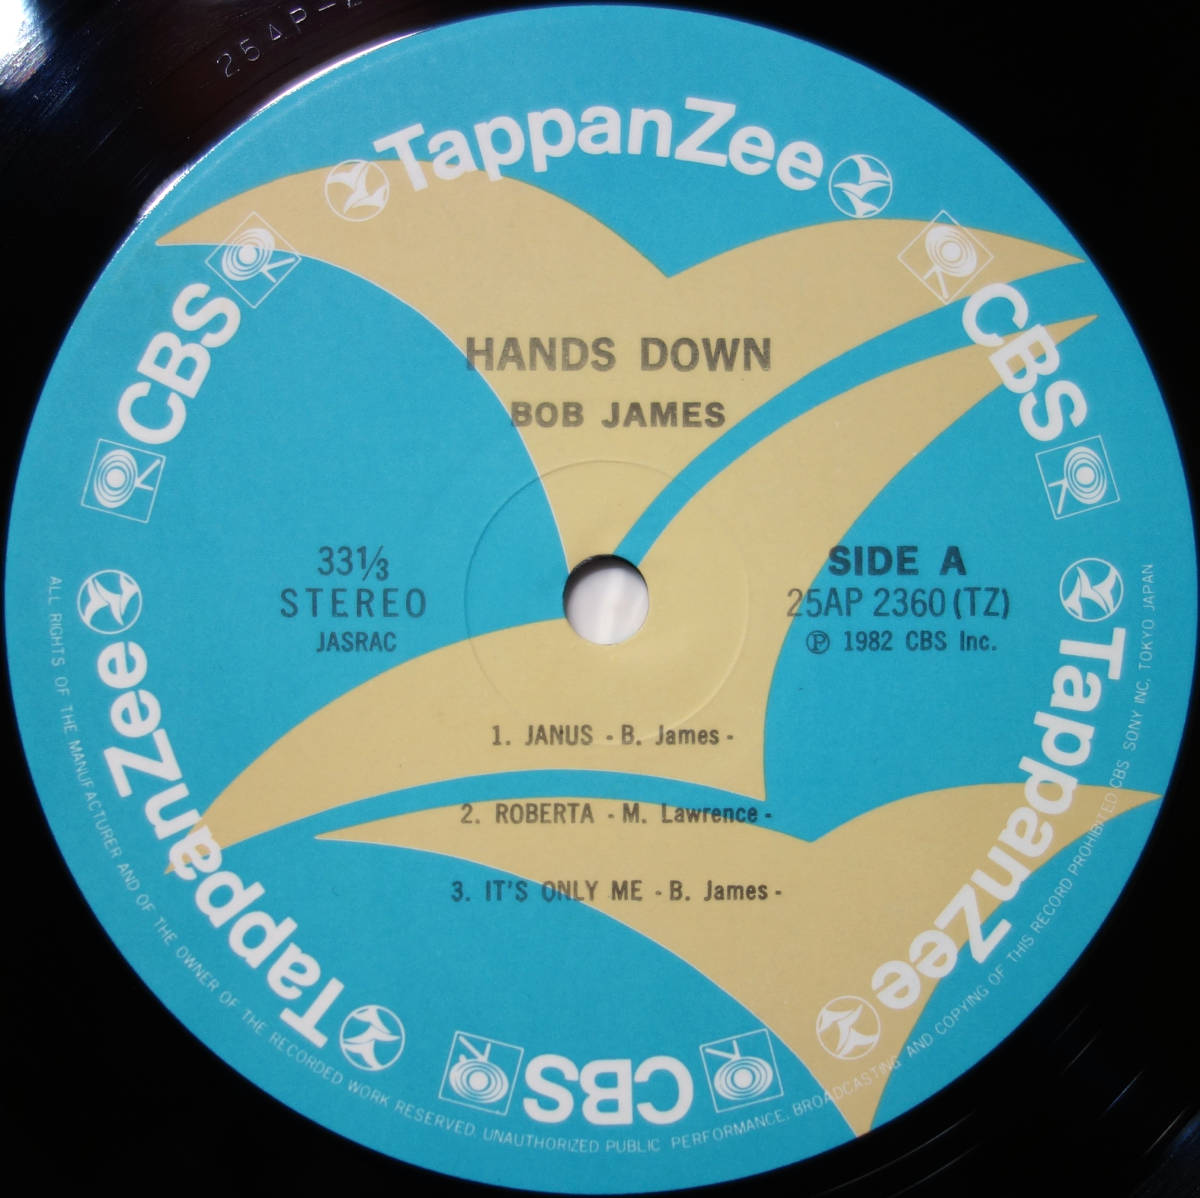 25AP-2
TappanZee
CBS
CBS
HANDS DOWN
BOB JAMES
33⅓
STEREO
JASRAC
SIDE A
25AP 2360 (TZ)
Ⓟ 1982 CBS Inc.
1. JANUS - B. James -
2. ROBERTA - M. Lawrence -
3. IT'S ONLY ME - B. James -
TappanZee
TappanZee
CBS
ALL RIGHTS OF THE MANUFACTURER AND OF THE OWNER OF THE RECORDED WORK RESERVED. UNAUTHORIZED PUBLIC PERFORMANCE, BROADCASTING AND COPYING OF THIS RECORD PROHIBITED CBS SONY INC. TOKYO JAPAN